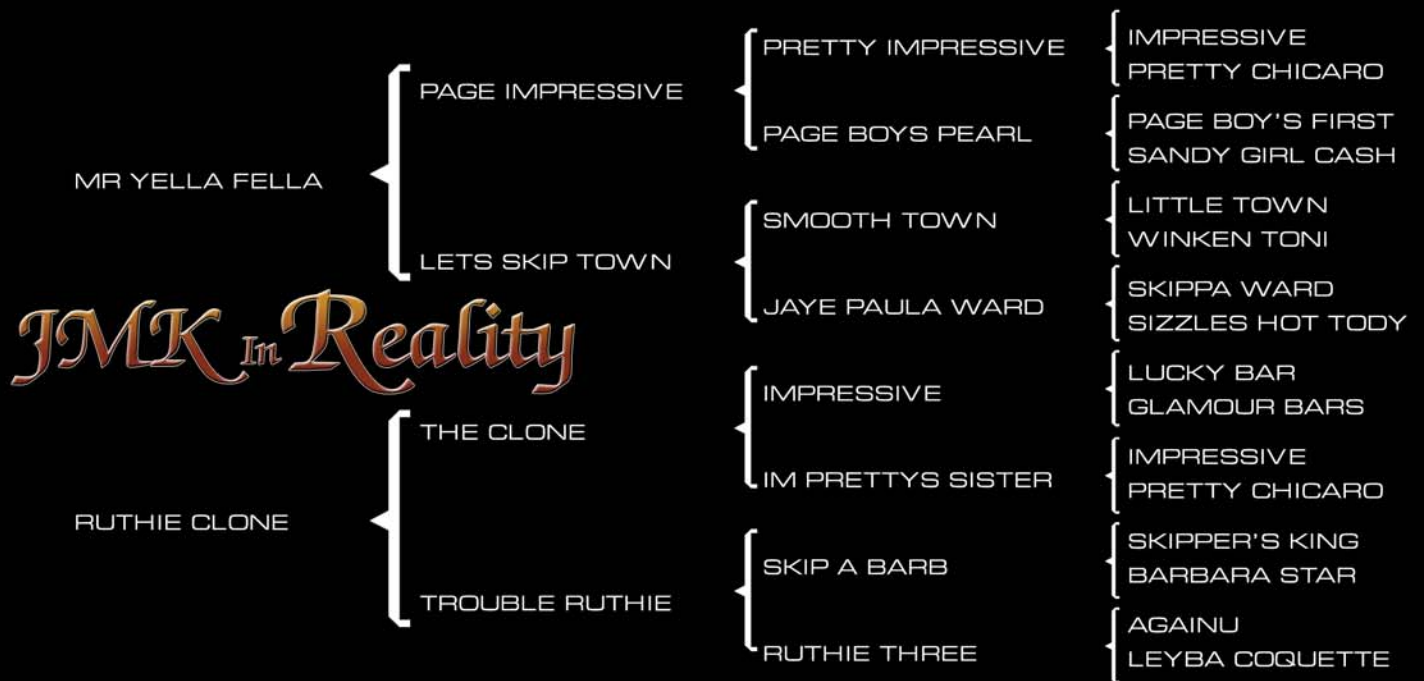 MR YELLA FELLA
JMK In Reality
RUTHIE CLONE
PAGE IMPRESSIVE
LETS SKIP TOWN
THE CLONE
TROUBLE RUTHIE
PRETTY IMPRESSIVE
PAGE BOYS PEARL
SMOOTH TOWN
JAYE PAULA WARD
IMPRESSIVE
IM PRETTYS SISTER
SKIP A BARB
RUTHIE THREE
IMPRESSIVE
PRETTY CHICARO
PAGE BOY'S FIRST
SANDY GIRL CASH
LITTLE TOWN
WINKEN TONI
SKIPPA WARD
SIZZLES HOT TODY
LUCKY BAR
GLAMOUR BARS
IMPRESSIVE
PRETTY CHICARO
SKIPPER'S KING
BARBARA STAR
AGAINU
LEYBA COQUETTE